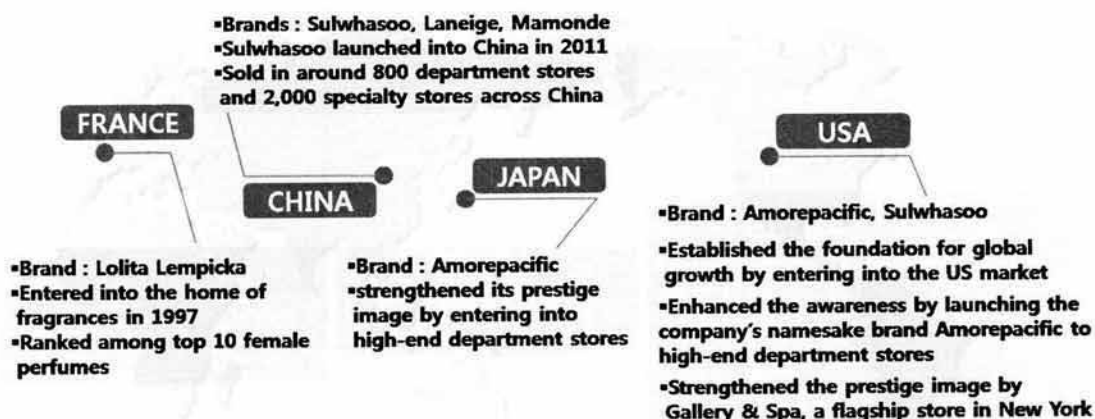 ▪Brands : Sulwhasoo, Laneige, Mamonde
▪Sulwhasoo launched into China in 2011
▪Sold in around 800 department stores
and 2,000 specialty stores across China
FRANCE
CHINA
JAPAN
USA
▪Brand : Lolita Lempicka
▪Entered into the home of
fragrances in 1997
▪Ranked among top 10 female
perfumes
▪Brand : Amorepacific
▪strengthened its prestige
image by entering into
high-end department stores
▪Brand : Amorepacific, Sulwhasoo
▪Established the foundation for global
growth by entering into the US market
▪Enhanced the awareness by launching the
company's namesake brand Amorepacific to
high-end department stores
▪Strengthened the prestige image by
Gallery & Spa, a flagship store in New York